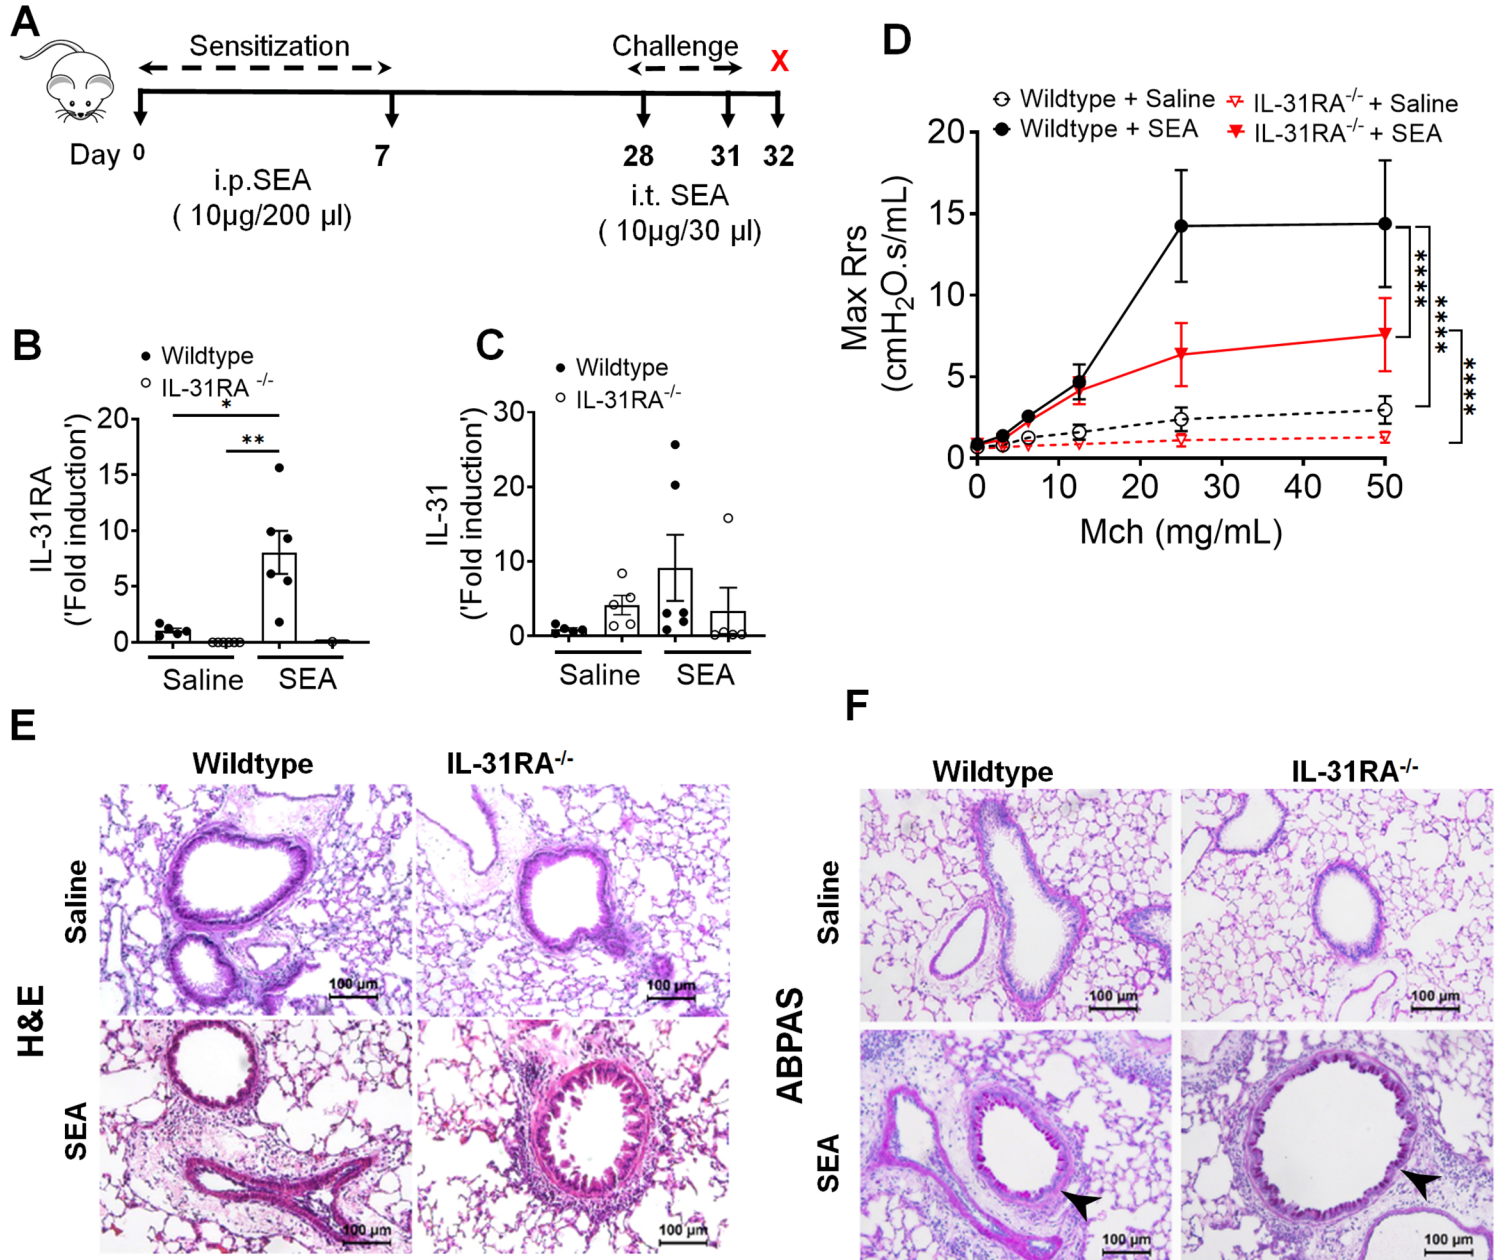 A
Sensitization
Challenge
X
Day 0 7 28 31 32
i.p.SEA
( 10µg/200 µl)
i.t. SEA
( 10µg/30 µl)
B
Wildtype
IL-31RA -/-
IL-31RA
('Fold induction')
20
15
10
5
0
*
**
Saline SEA
C
Wildtype
IL-31RA-/-
IL-31
('Fold induction')
30
20
10
0
Saline SEA
D
Wildtype + Saline
Wildtype + SEA
IL-31RA-/- + Saline
IL-31RA-/- + SEA
Max Rrs
(cmH2O.s/mL)
20
15
10
5
0
0 10 20 30 40 50
Mch (mg/mL)
****
****
****
E
Wildtype IL-31RA-/-
H&E
Saline
100 µm
100 µm
SEA
100 µm
100 µm
F
Wildtype IL-31RA-/-
ABPAS
Saline
100 µm
100 µm
SEA
100 µm
100 µm